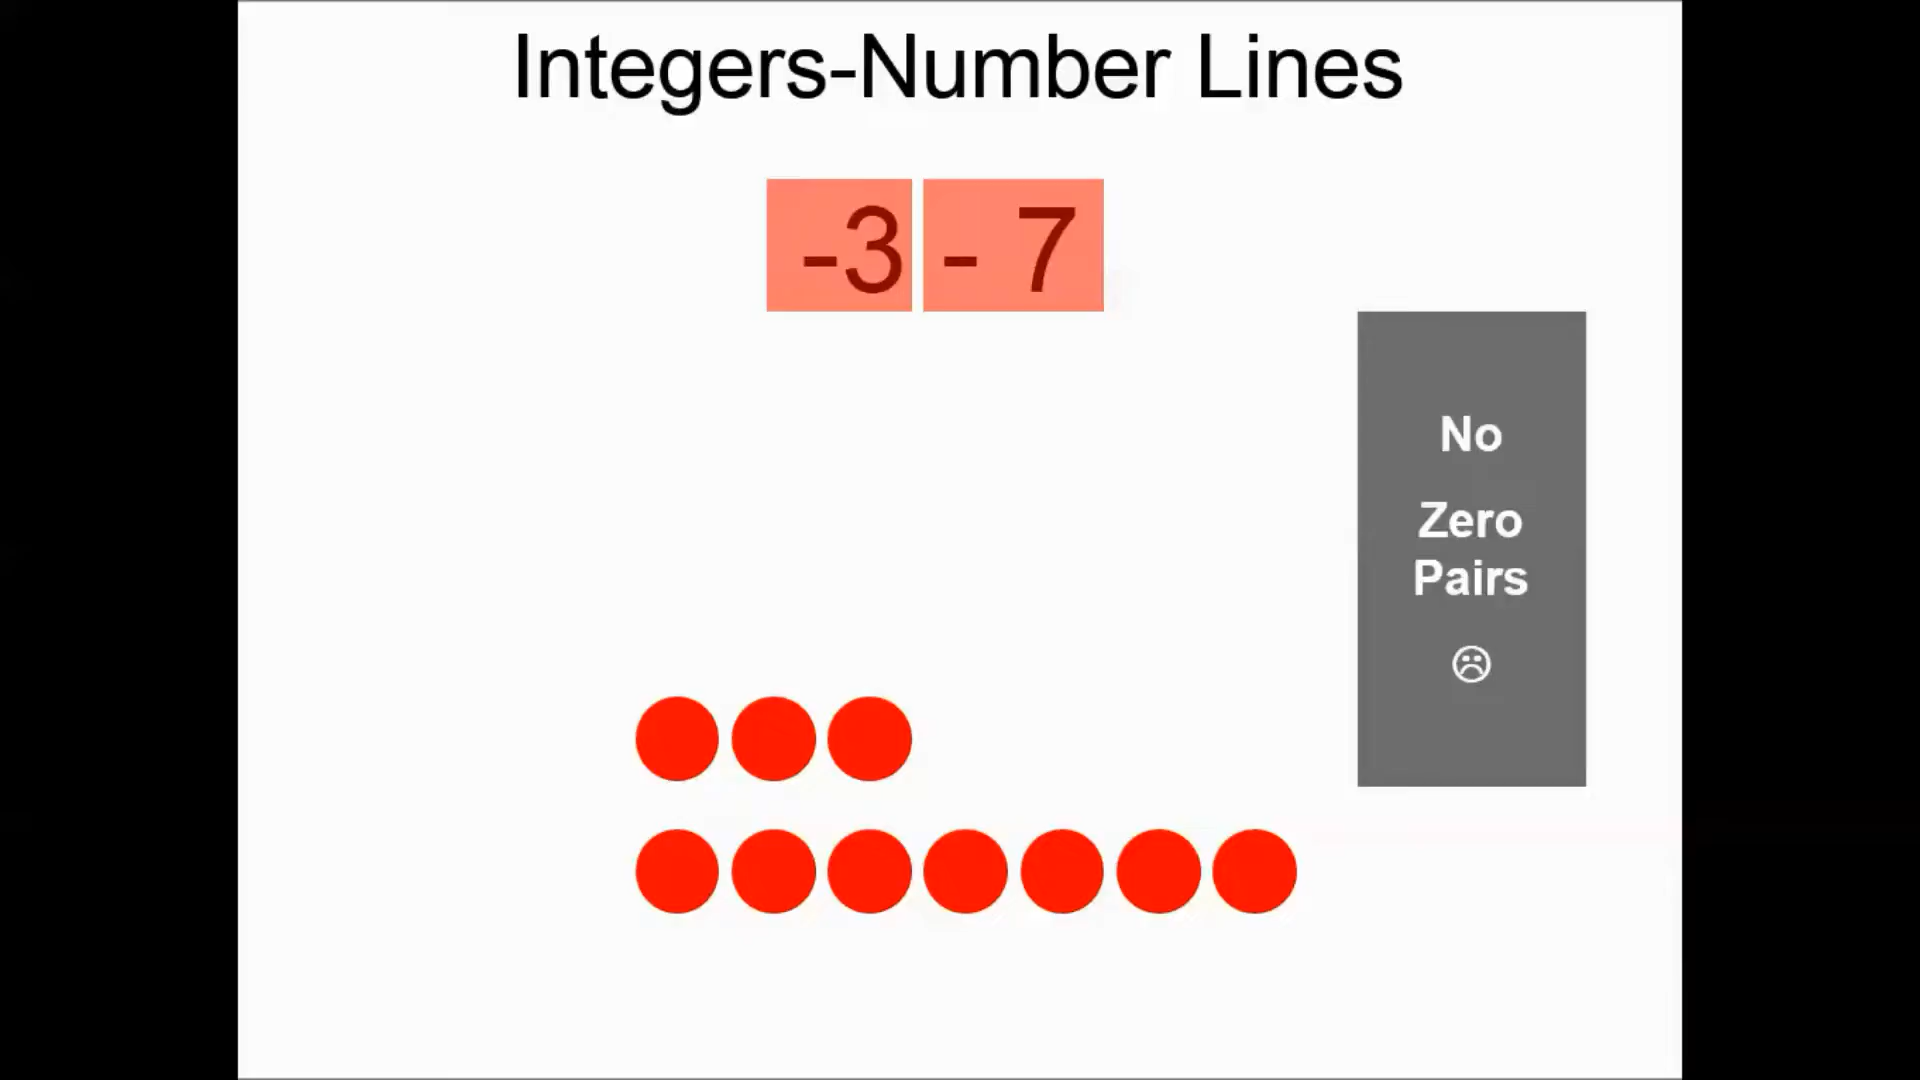 Integers-Number Lines
-3 - 7
No
Zero
Pairs
☹